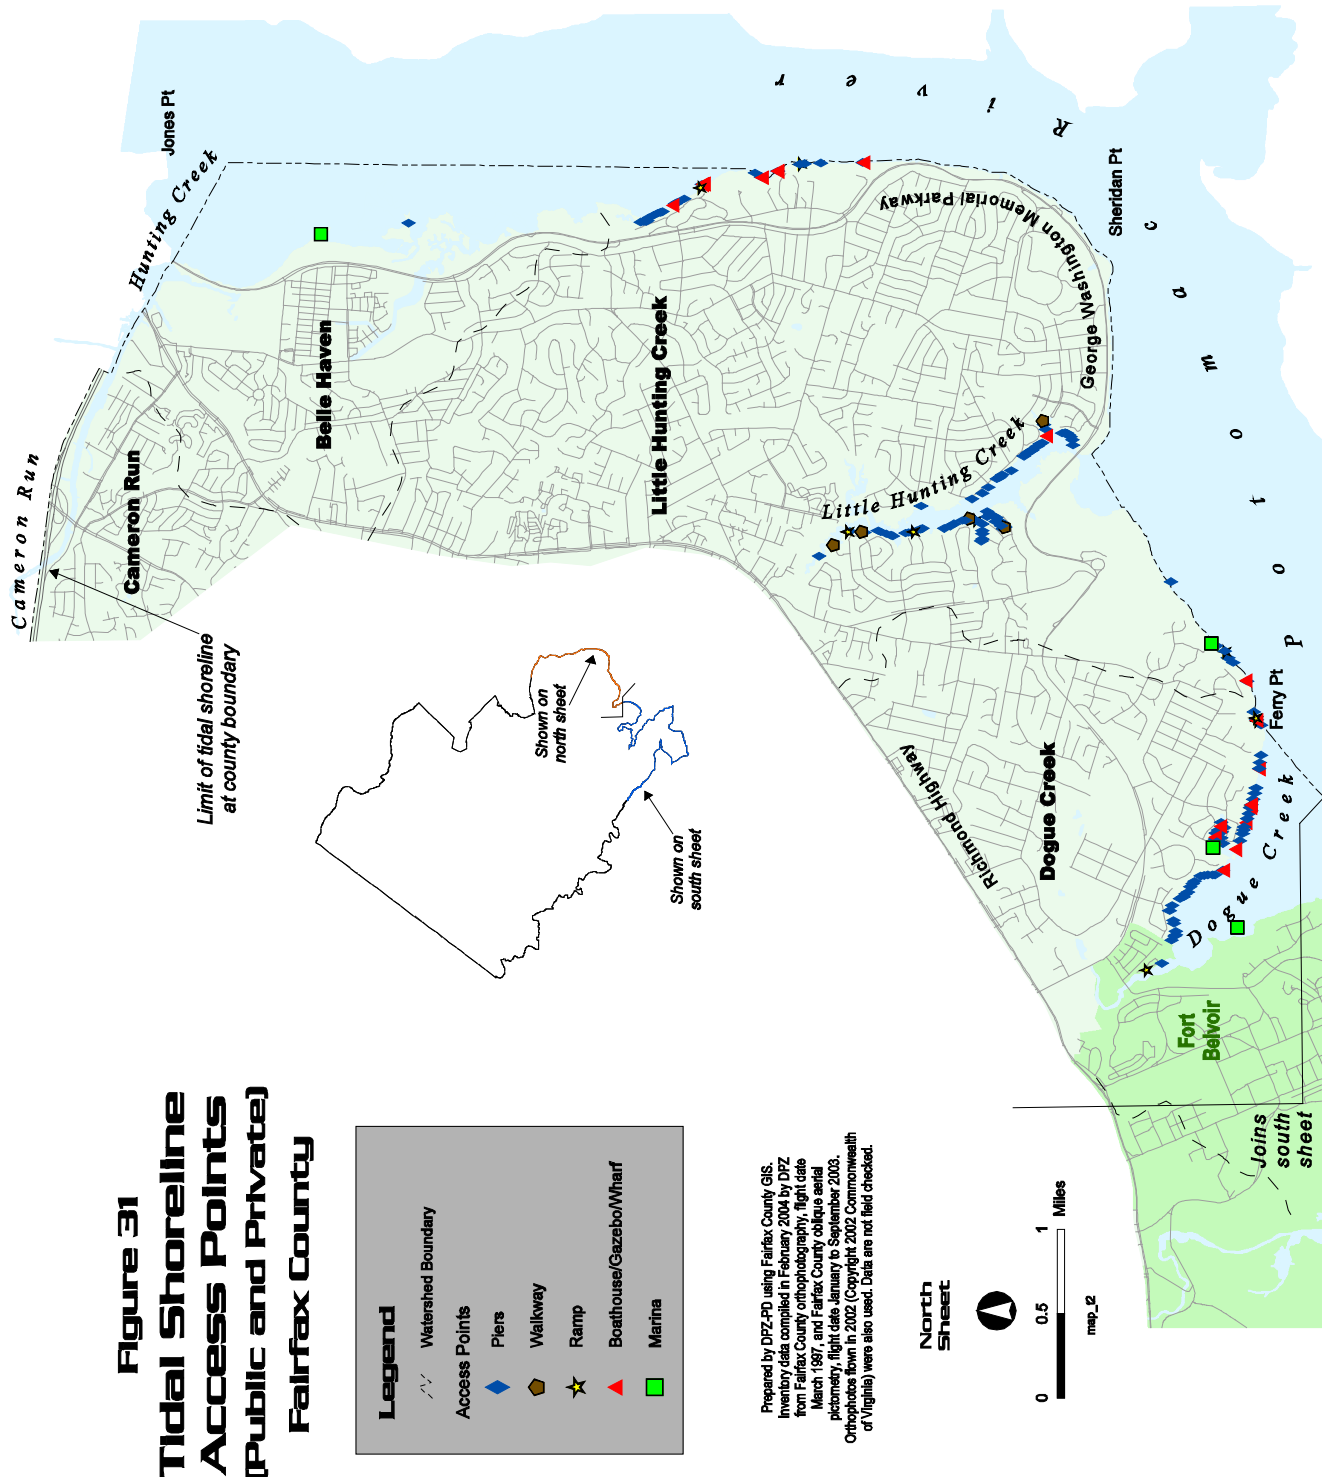 Figure 31
Tidal Shoreline
Access Points
(Public and Private)
Fairfax County
Legend
Watershed Boundary
Access Points
Piers
Walkway
Ramp
Boathouse/Gazebo/Wharf
Marina
Prepared by DPZ-PD using Fairfax County GIS.
Inventory data compiled in February 2004 by DPZ
from Fairfax County orthophotography, flight date
March 1997, and Fairfax County oblique aerial
pictometry, flight date January to September 2003.
Orthophotos flown in 2002 (Copyright 2002 Commonwealth
of Virginia) were also used. Data are not field checked.
North
Sheet
0 0.5 1 Miles
map_t2
Cameron Run
Limit of tidal shoreline
at county boundary
Cameron Run
Hunting Creek
Jones Pt
Belle Haven
Little Hunting Creek
Little Hunting Creek
George Washington Memorial Parkway
Sheridan Pt
Potomac
River
Shown on
north sheet
Shown on
south sheet
Richmond Highway
Dogue Creek
Ferry Pt
Dogue Creek
Fort
Belvoir
Joins
south
sheet